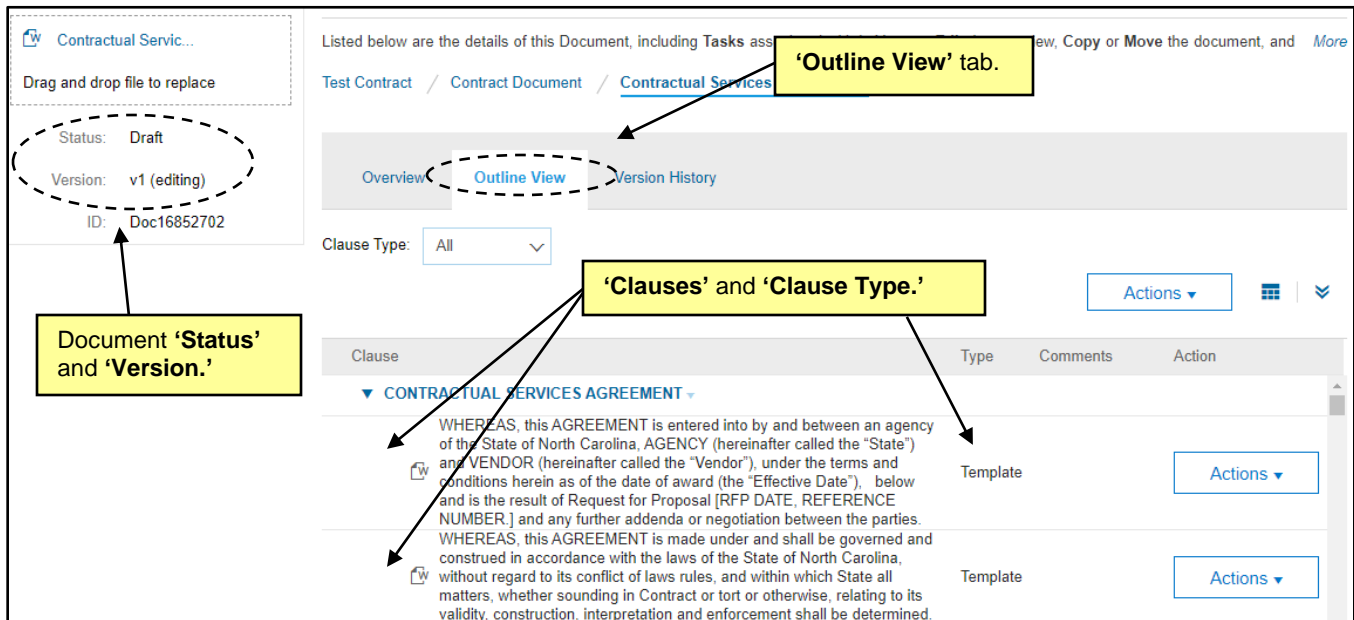 Contractual Servic...
Drag and drop file to replace
Status: Draft
Version: v1 (editing)
ID: Doc16852702
Document ‘Status’
and ‘Version.’
Listed below are the details of this Document, including Tasks ew, Copy or Move the document, and More
‘Outline View’ tab.
Test Contract / Contract Document / Contractual Services
Overview Outline View Version History
Clause Type: All
‘Clauses’ and ‘Clause Type.’
Actions
Clause Type Comments Action
CONTRACTUAL SERVICES AGREEMENT
WHEREAS, this AGREEMENT is entered into by and between an agency
of the State of North Carolina, AGENCY (hereinafter called the “State”)
and VENDOR (hereinafter called the “Vendor”), under the terms and
conditions herein as of the date of award (the “Effective Date”), below
and is the result of Request for Proposal [RFP DATE, REFERENCE
NUMBER.] and any further addenda or negotiation between the parties.
Template
Actions
WHEREAS, this AGREEMENT is made under and shall be governed and
construed in accordance with the laws of the State of North Carolina,
without regard to its conflict of laws rules, and within which State all
matters, whether sounding in Contract or tort or otherwise, relating to its
validity, construction, interpretation and enforcement shall be determined.
Template
Actions